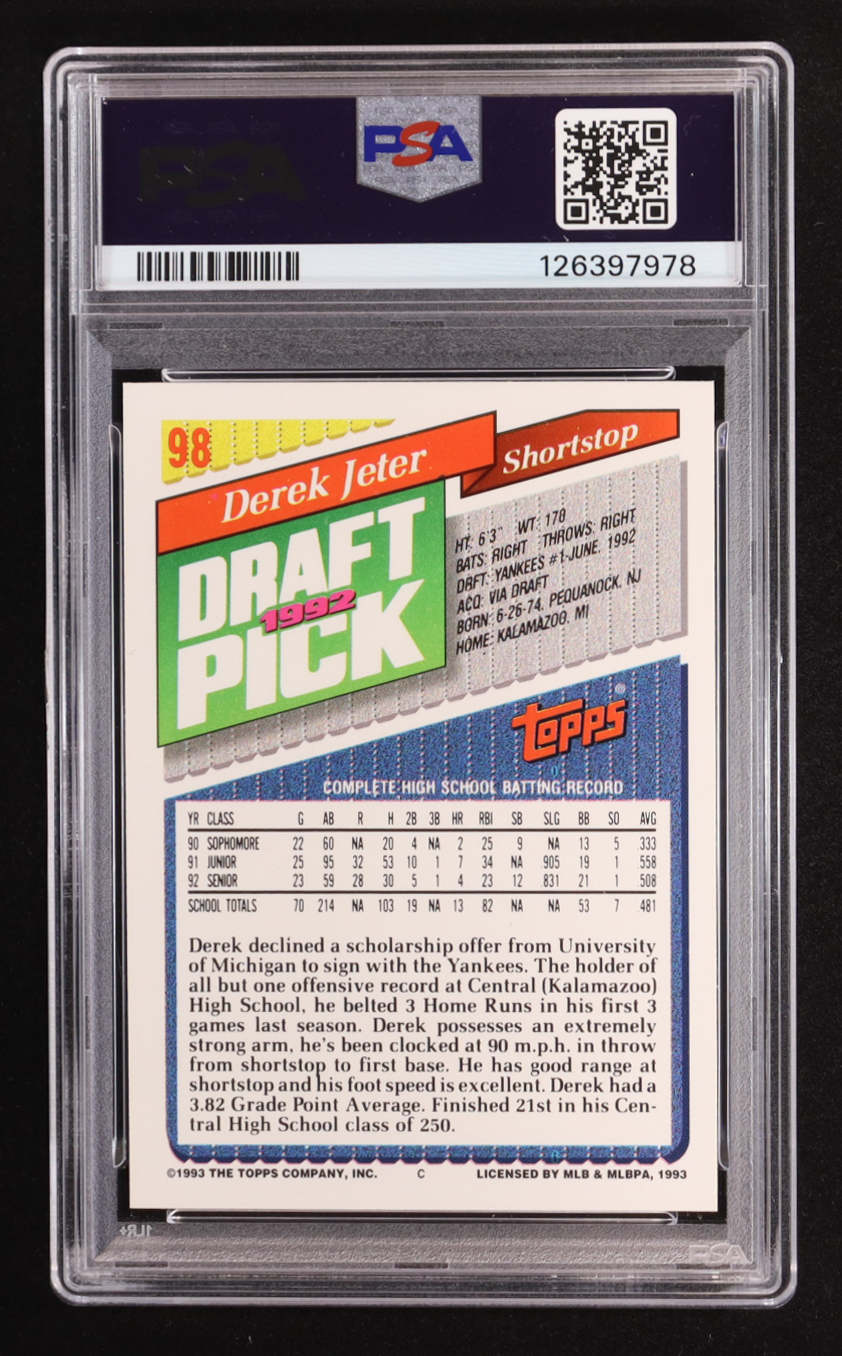 PSA
PSA
126397978
98
Derek Jeter
Shortstop
DRAFT
1992
PICK
HT: 6'3" WT: 178
BATS: RIGHT THROWS: RIGHT
DRFT: YANKEES #1-JUNE, 1992
ACQ: VIA DRAFT
BORN: 6-26-74, PEQUANOCK, NJ
HOME: KALAMAZOO, MI
topps®
COMPLETE HIGH SCHOOL BATTING RECORD
YR CLASS G AB R H 2B 3B HR RBI SB SLG BB SO AVG
90 SOPHOMORE 22 60 NA 20 4 NA 2 25 9 NA 13 5 .333
91 JUNIOR 25 95 32 53 10 1 7 34 NA .905 19 1 .558
92 SENIOR 23 59 28 30 5 1 4 23 12 .831 21 1 .508
SCHOOL TOTALS 70 214 NA 103 19 NA 13 82 NA NA 53 7 .481
Derek declined a scholarship offer from University
of Michigan to sign with the Yankees. The holder of
all but one offensive record at Central (Kalamazoo)
High School, he belted 3 Home Runs in his first 3
games last season. Derek possesses an extremely
strong arm, he's been clocked at 90 m.p.h. in throw
from shortstop to first base. He has good range at
shortstop and his foot speed is excellent. Derek had a
3.82 Grade Point Average. Finished 21st in his Cen-
tral High School class of 250.
©1993 THE TOPPS COMPANY, INC. C LICENSED BY MLB & MLBPA, 1993
1LR+
PSA